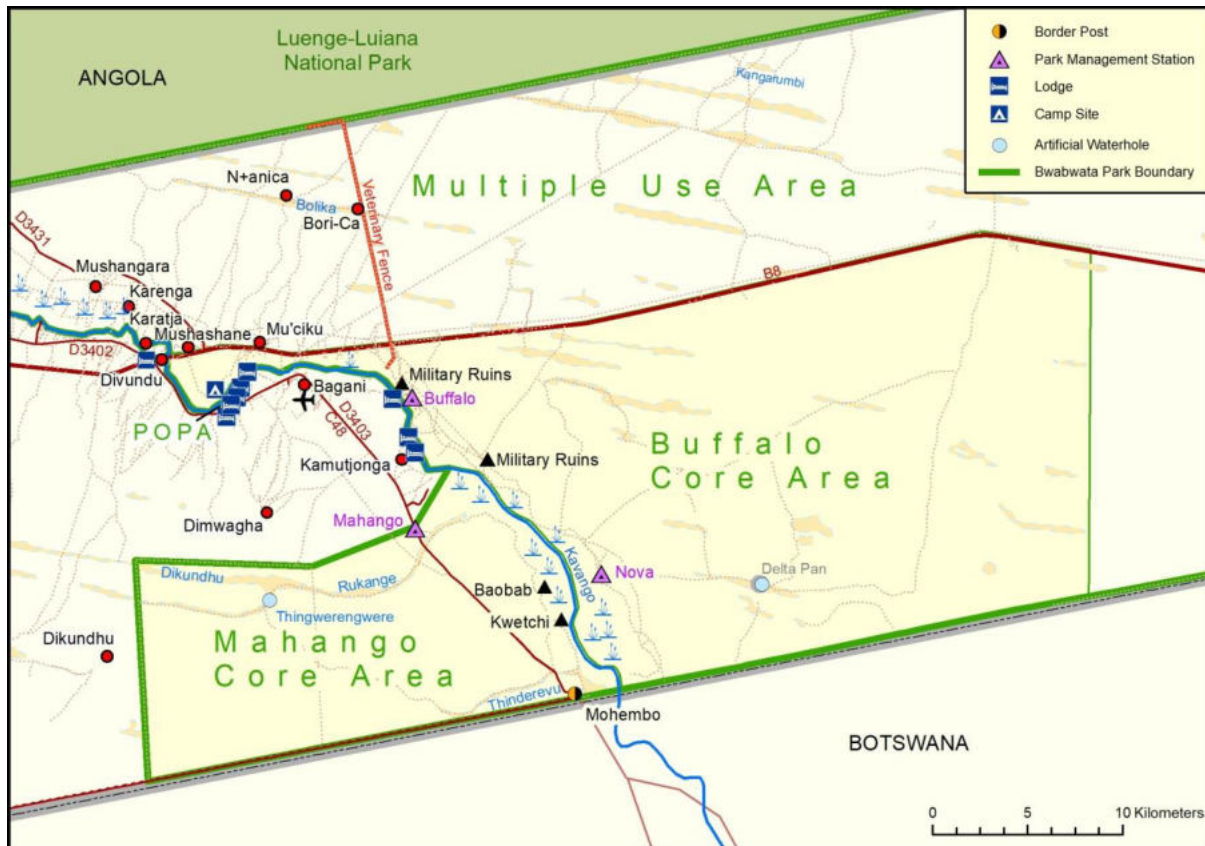 Luenge-Luiana
National Park
ANGOLA
Kangarumbi
Border Post
Park Management Station
Lodge
Camp Site
Artificial Waterhole
Bwabwata Park Boundary
N+anica
Bolika
Bori-Ca
Veterinary Fence
Multiple Use Area
D3431
Mushangara
Karenga
Karatja
Mushashane
Mu'ciku
B8
D3402
Divundu
POPA
Bagani
D3403
C48
Military Ruins
Buffalo
Buffalo
Core Area
Kamutjonga
Military Ruins
Dimwagha
Mahango
Kavango
Dikundhu
Rukange
Nova
Delta Pan
Baobab
Thingwerengwere
Kwetchi
Dikundhu
Mahango
Core Area
Thinderevu
Mohembo
BOTSWANA
0 5 10 Kilometers